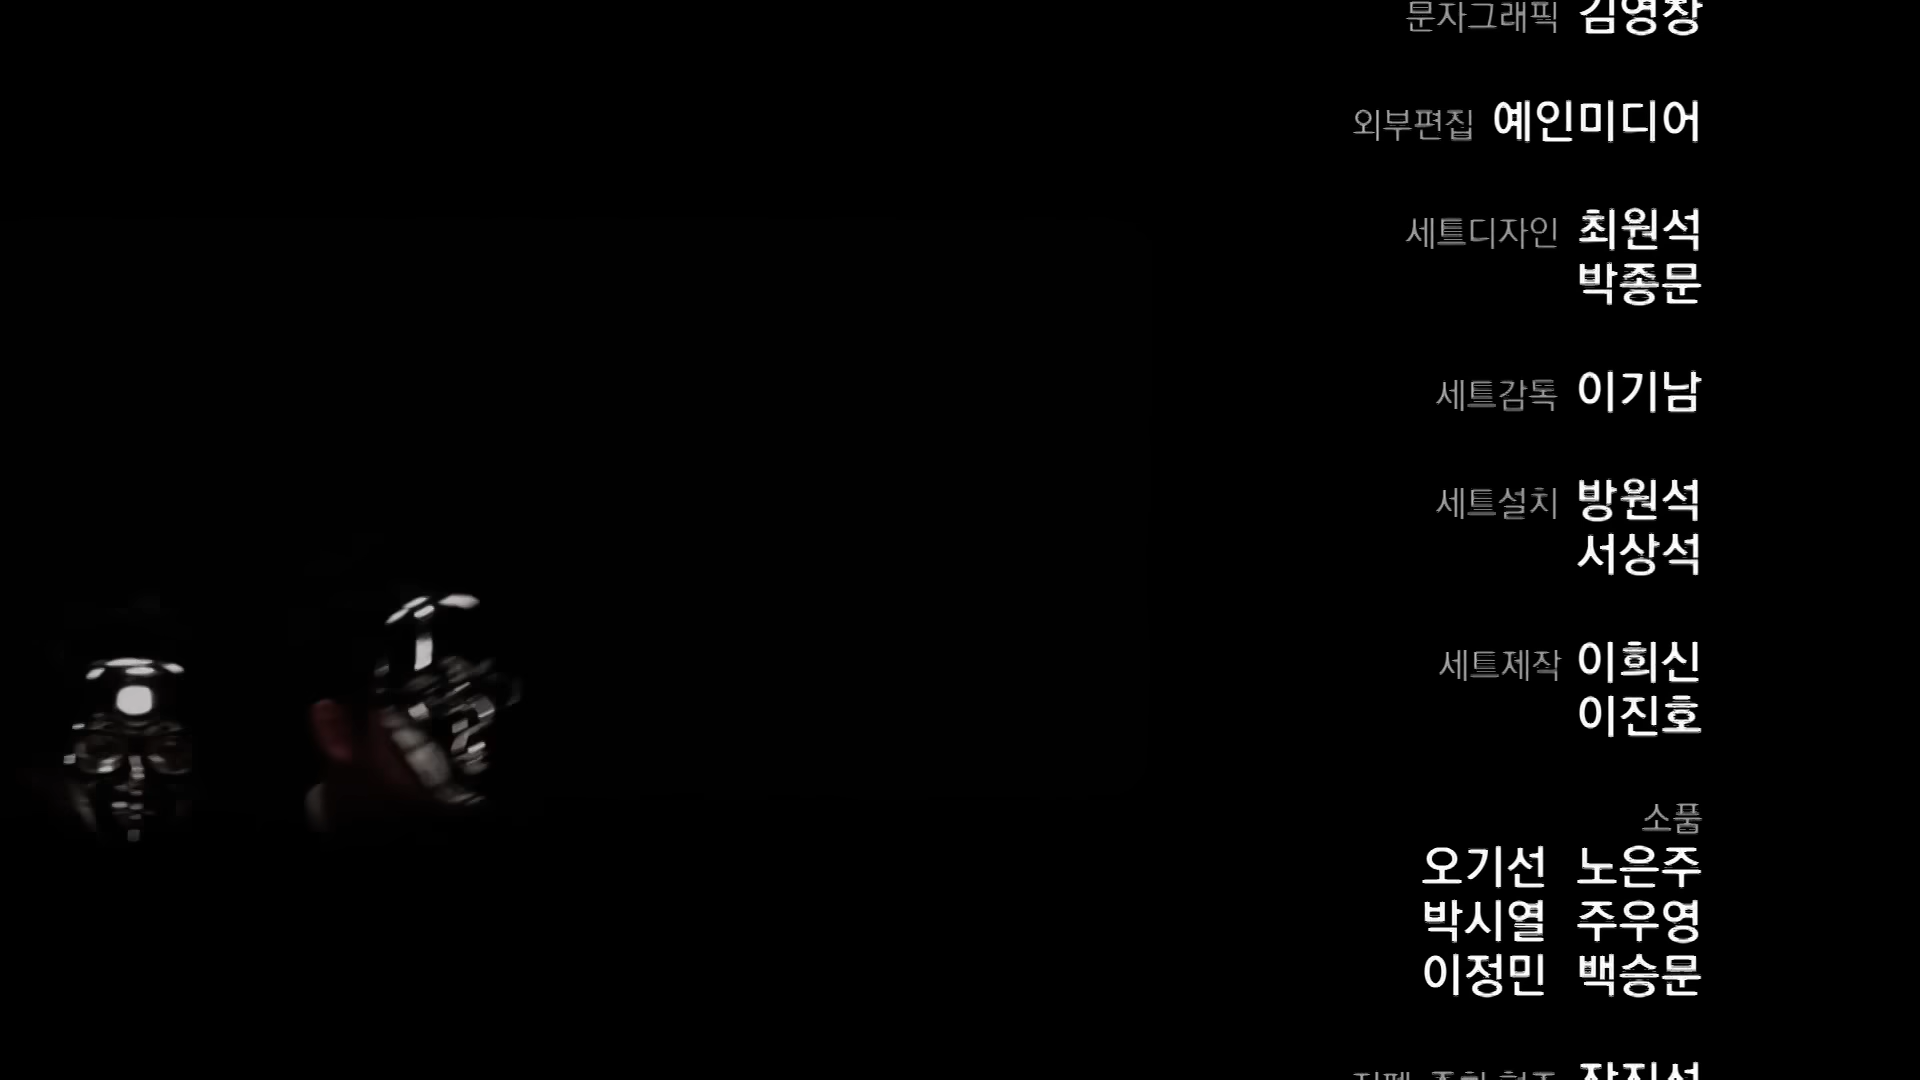 문자그래픽 김영창
외부편집 예인미디어
세트디자인 최원석
박종문
세트감독 이기남
세트설치 방원석
서상석
세트제작 이희신
이진호
소품
오기선 노은주
박시열 주우영
이정민 백승문